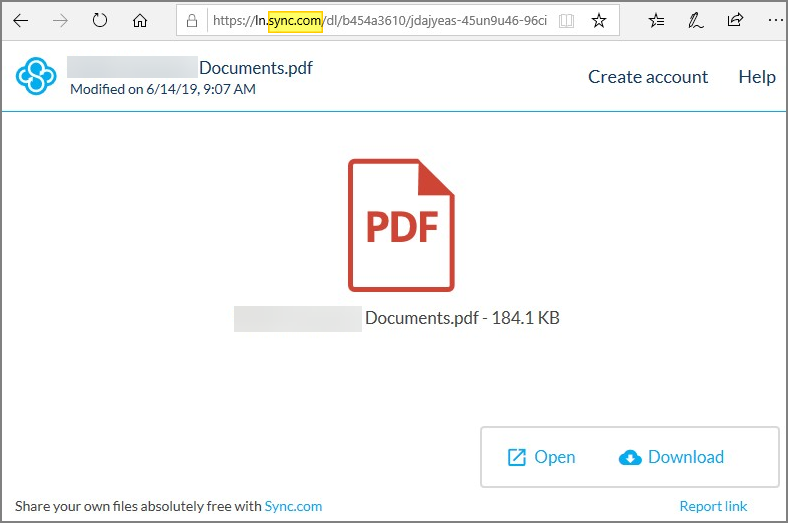 https://ln.sync.com/dl/b454a3610/jdajyeas-45un9u46-96ci
Documents.pdf
Modified on 6/14/19, 9:07 AM
Create account Help
PDF
Documents.pdf - 184.1 KB
Open Download
Share your own files absolutely free with Sync.com
Report link